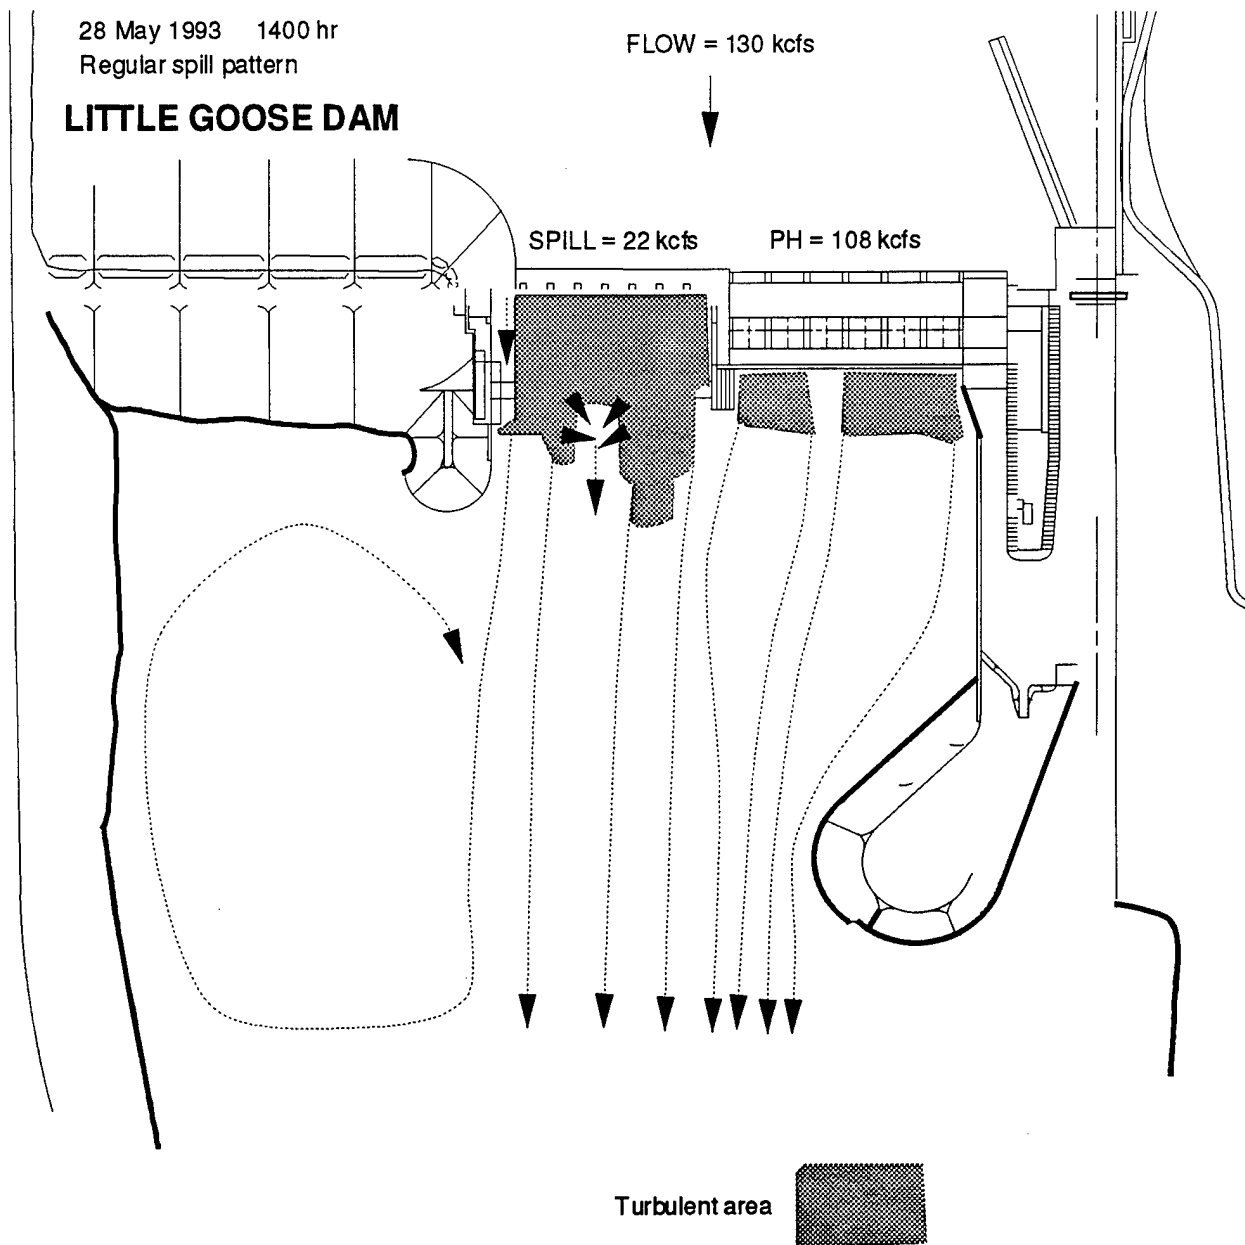 28 May 1993 1400 hr
Regular spill pattern
LITTLE GOOSE DAM
FLOW = 130 kcfs
SPILL = 22 kcfs
PH = 108 kcfs
Turbulent area